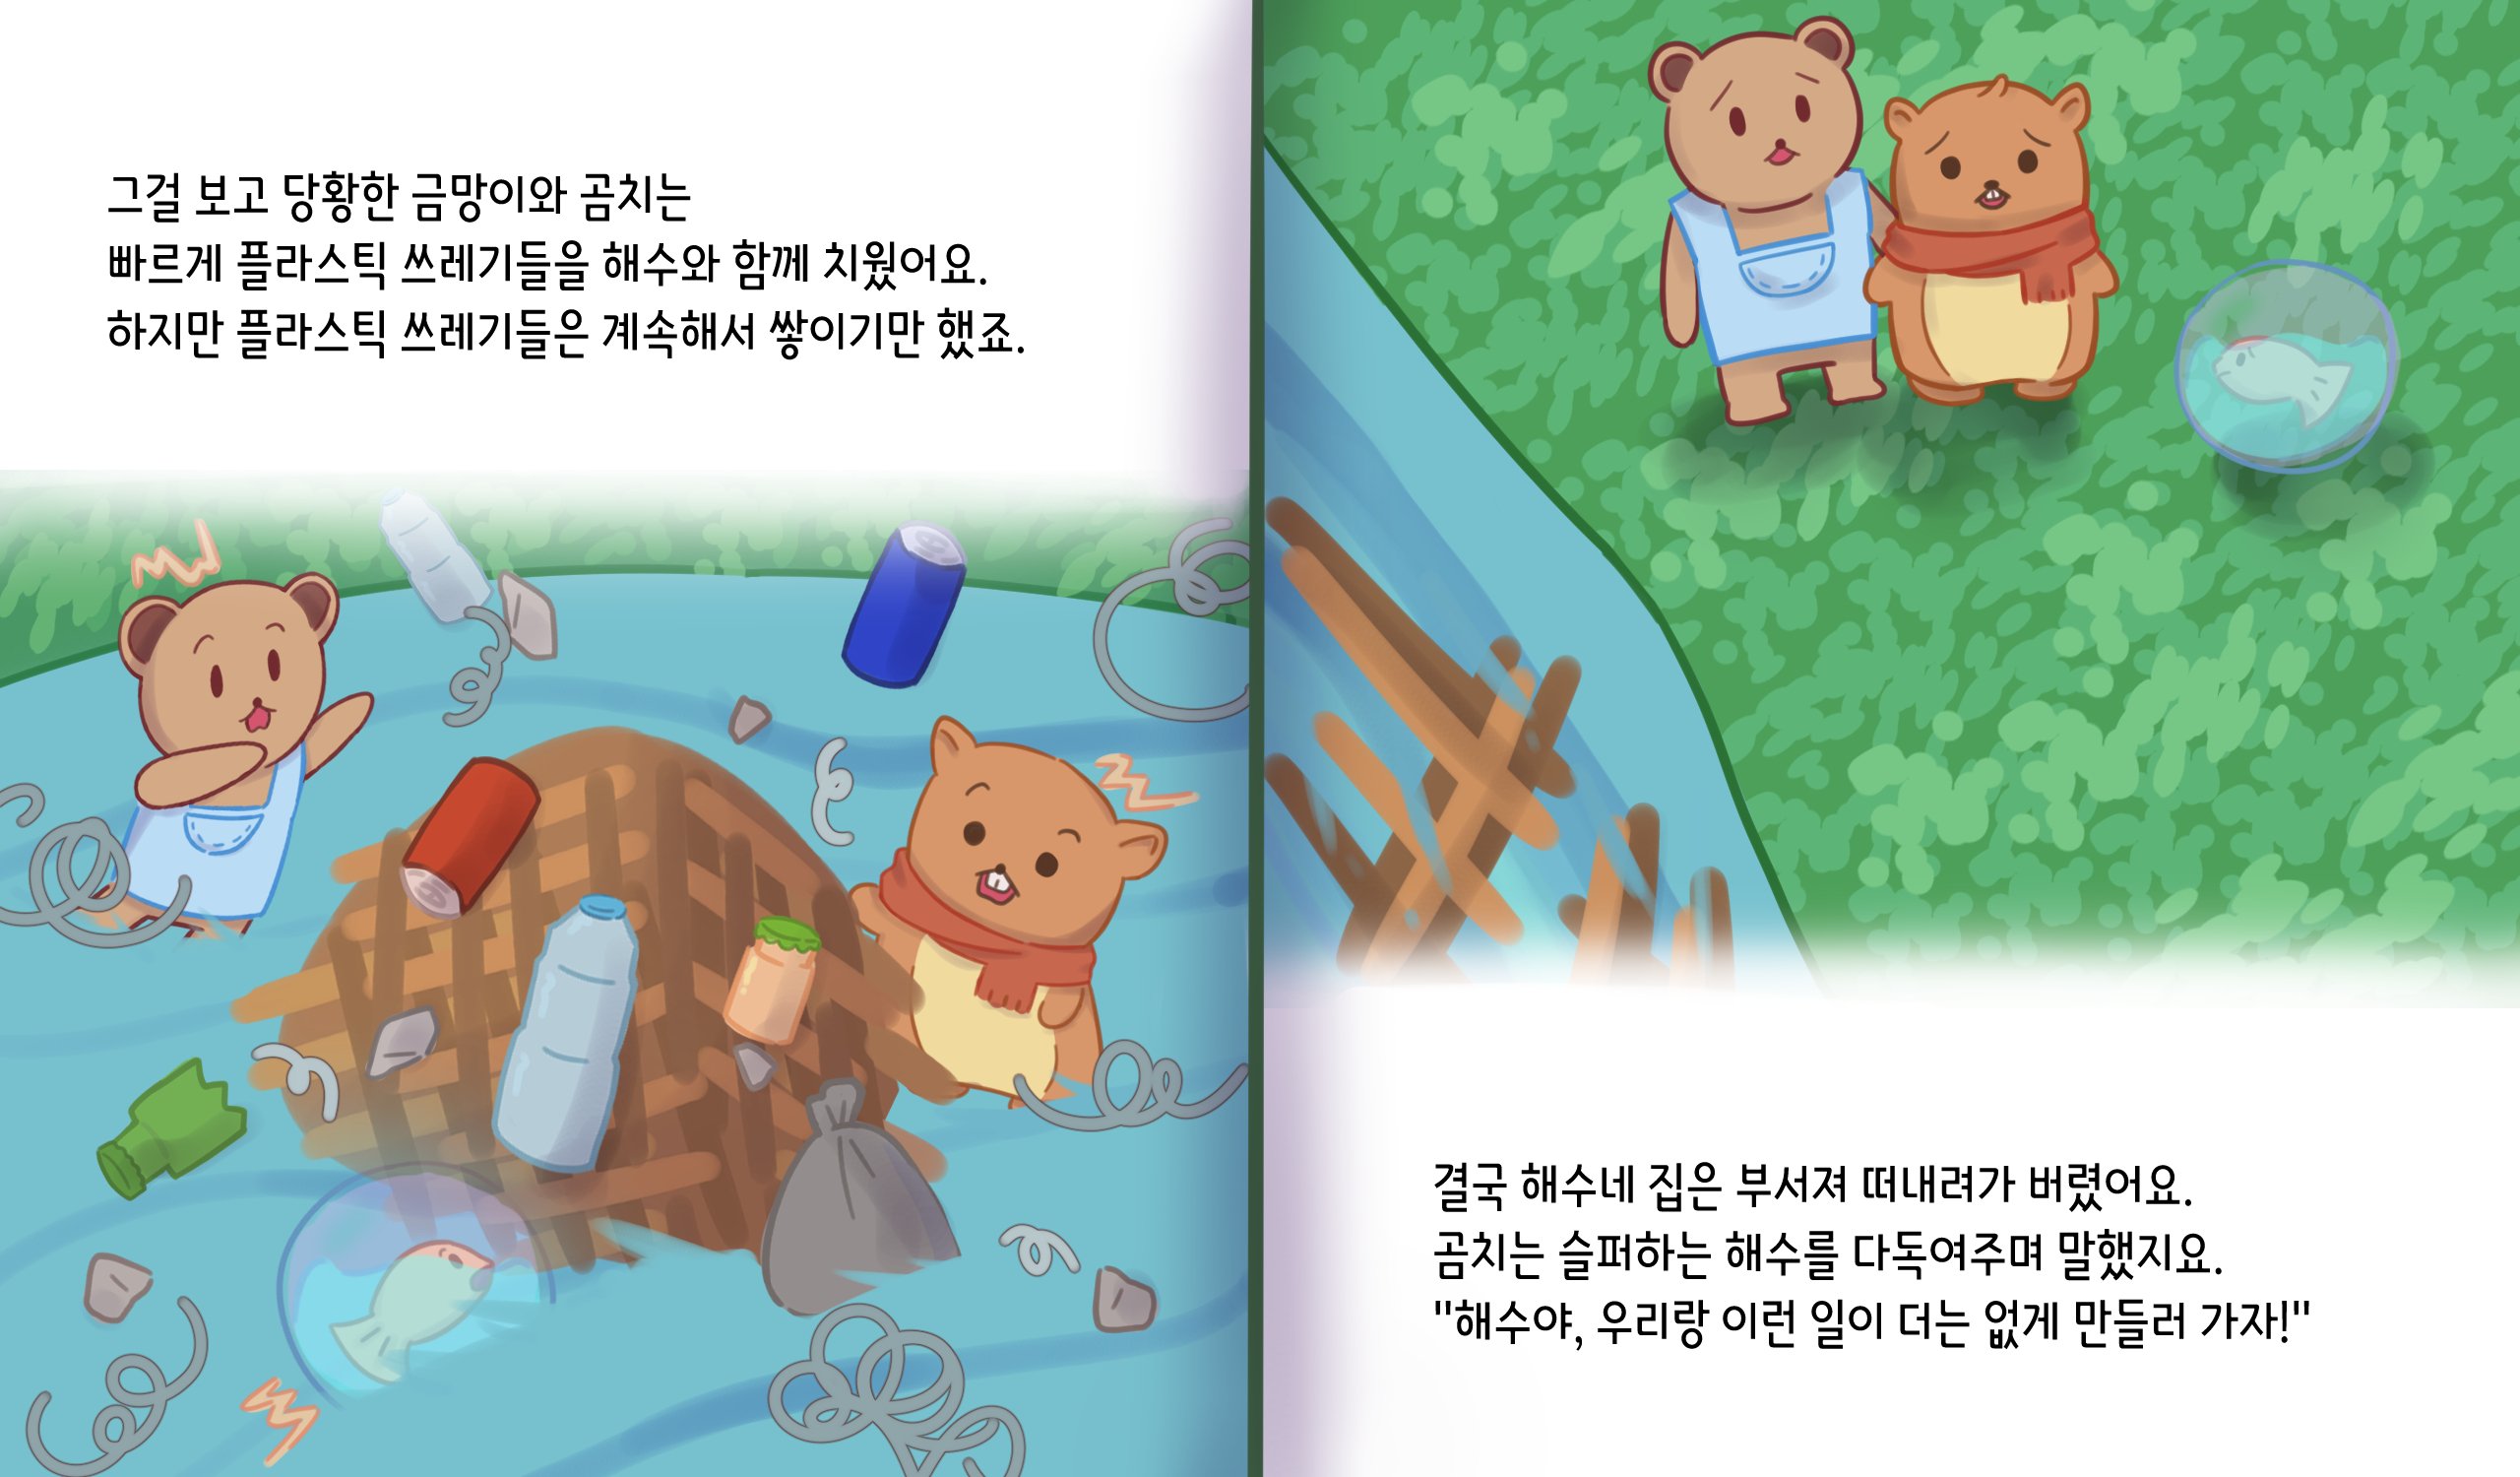 그걸 보고 당황한 금망이와 곰치는
빠르게 플라스틱 쓰레기들을 해수와 함께 치웠어요.
하지만 플라스틱 쓰레기들은 계속해서 쌓이기만 했죠.
결국 해수네 집은 부서져 떠내려가 버렸어요.
곰치는 슬퍼하는 해수를 다독여주며 말했지요.
"해수야, 우리랑 이런 일이 더는 없게 만들러 가자!"